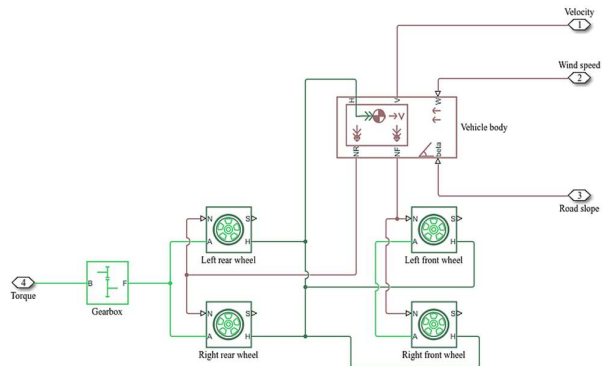 Velocity
1
Wind speed
2
H
V
W
V
Vehicle body
NR
NF
beta
3
Road slope
N
S
A
H
Left rear wheel
N
S
A
H
Left front wheel
4
Torque
B
F
Gearbox
N
S
A
H
Right rear wheel
N
S
A
H
Right front wheel